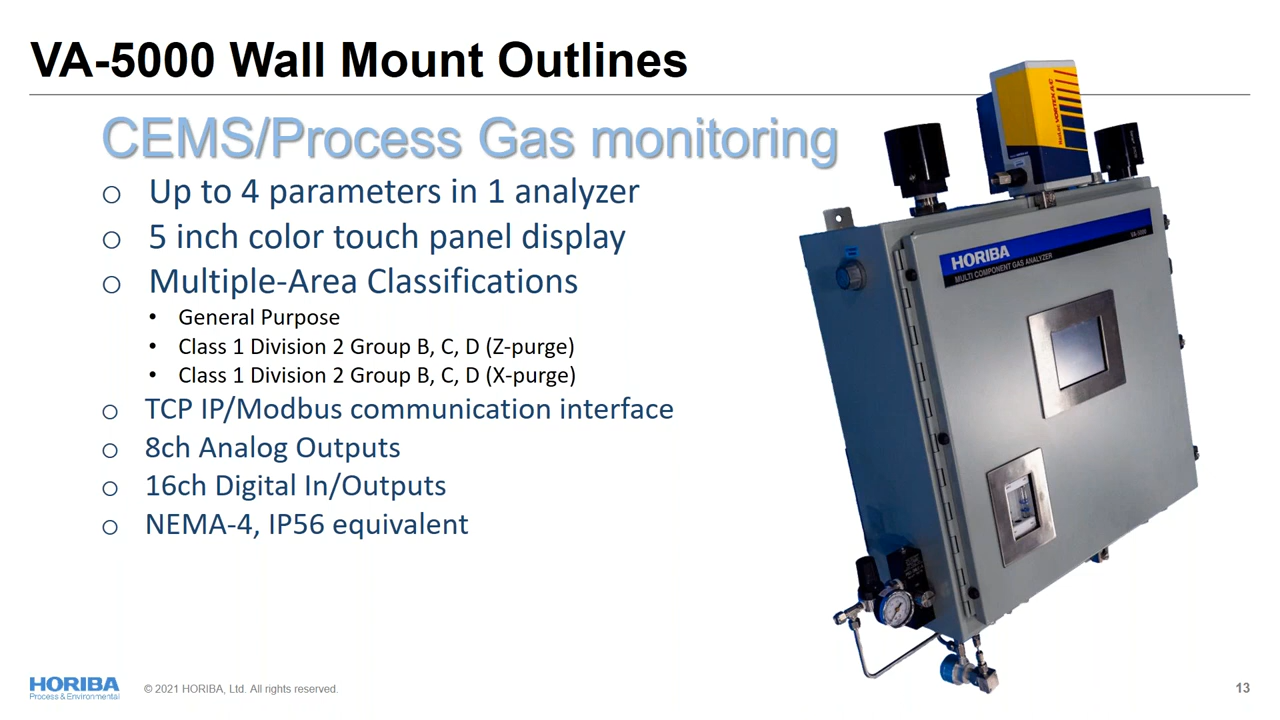 VA-5000 Wall Mount Outlines
CEMS/Process Gas monitoring
o Up to 4 parameters in 1 analyzer
o 5 inch color touch panel display
o Multiple-Area Classifications
• General Purpose
• Class 1 Division 2 Group B, C, D (Z-purge)
• Class 1 Division 2 Group B, C, D (X-purge)
o TCP IP/Modbus communication interface
o 8ch Analog Outputs
o 16ch Digital In/Outputs
o NEMA-4, IP56 equivalent
VORTEX A/C
HORIBA
MULTI COMPONENT GAS ANALYZER
VA-5000
HORIBA
Process & Environmental
© 2021 HORIBA, Ltd. All rights reserved.
13